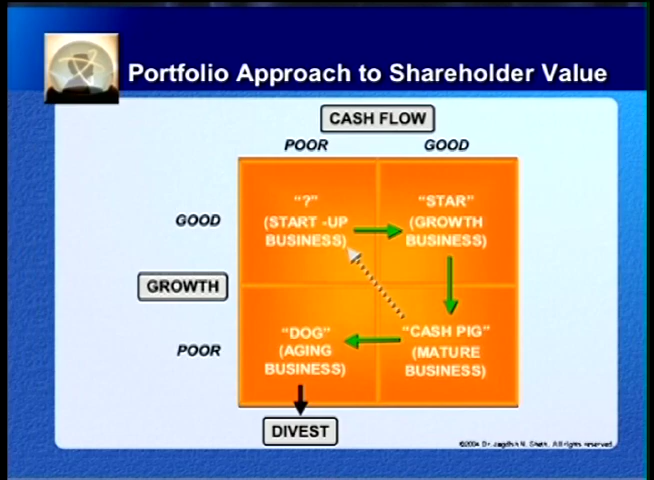 Portfolio Approach to Shareholder Value
CASH FLOW
POOR
GOOD
GOOD
"?"
(START -UP
BUSINESS)
"STAR"
(GROWTH
BUSINESS)
GROWTH
POOR
"DOG"
(AGING
BUSINESS)
"CASH PIG"
(MATURE
BUSINESS)
DIVEST
©2004 Dr. Jagdish N. Sheth. All rights reserved.